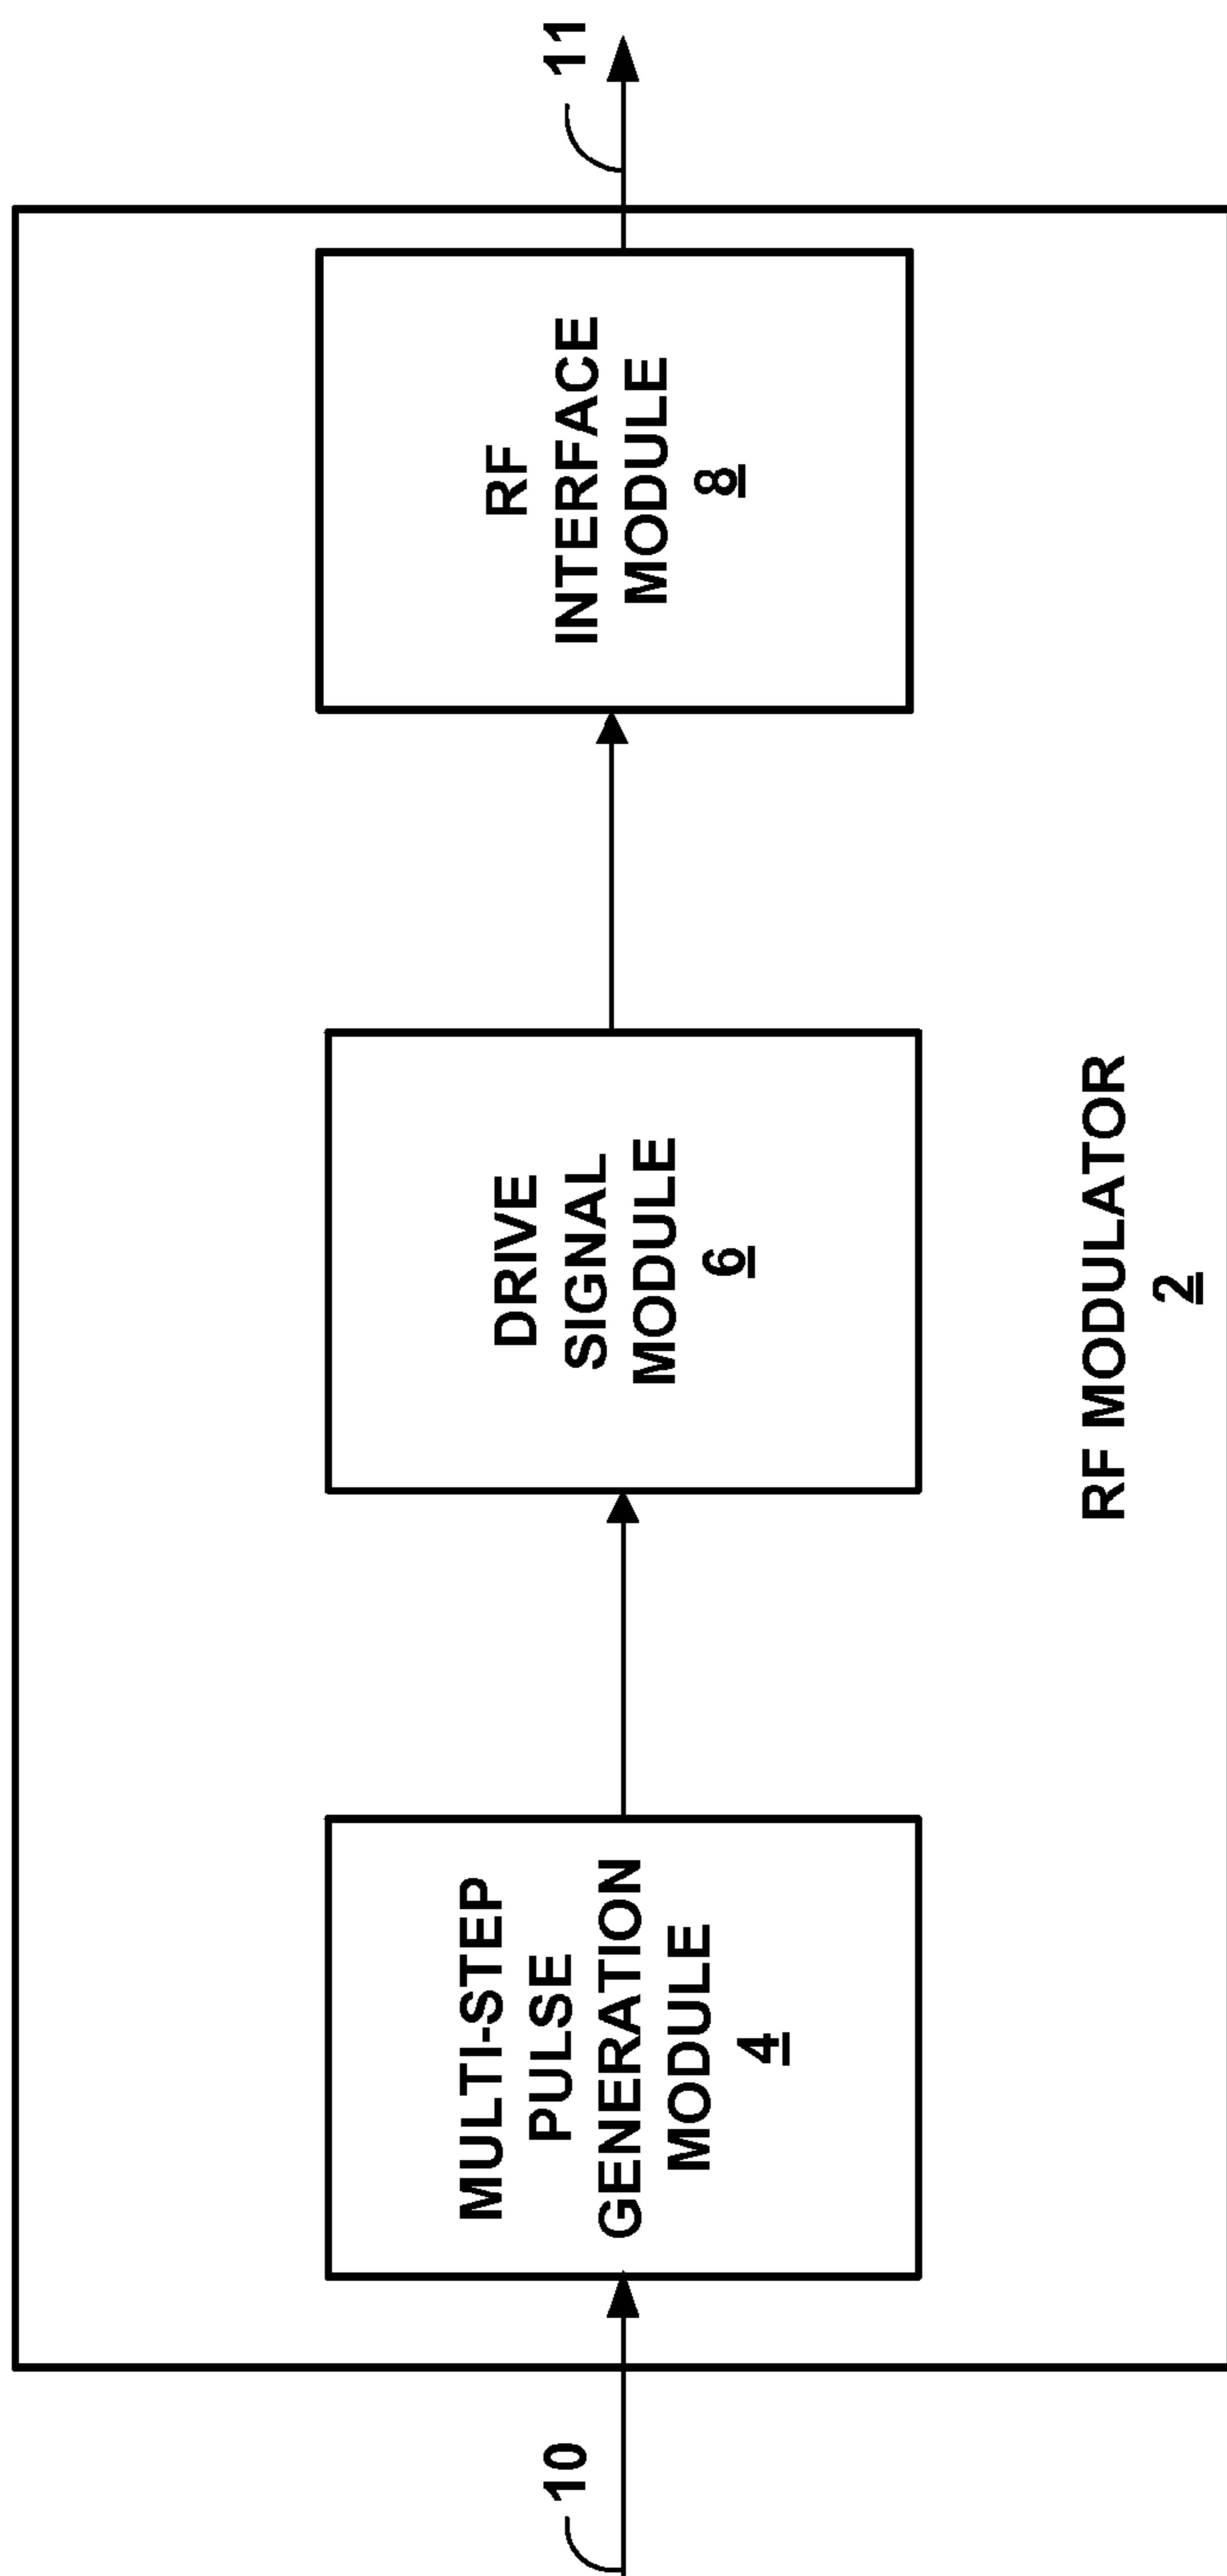 10
MULTI-STEP
PULSE
GENERATION
MODULE
4
DRIVE
SIGNAL
MODULE
6
RF
INTERFACE
MODULE
8
11
RF MODULATOR
2